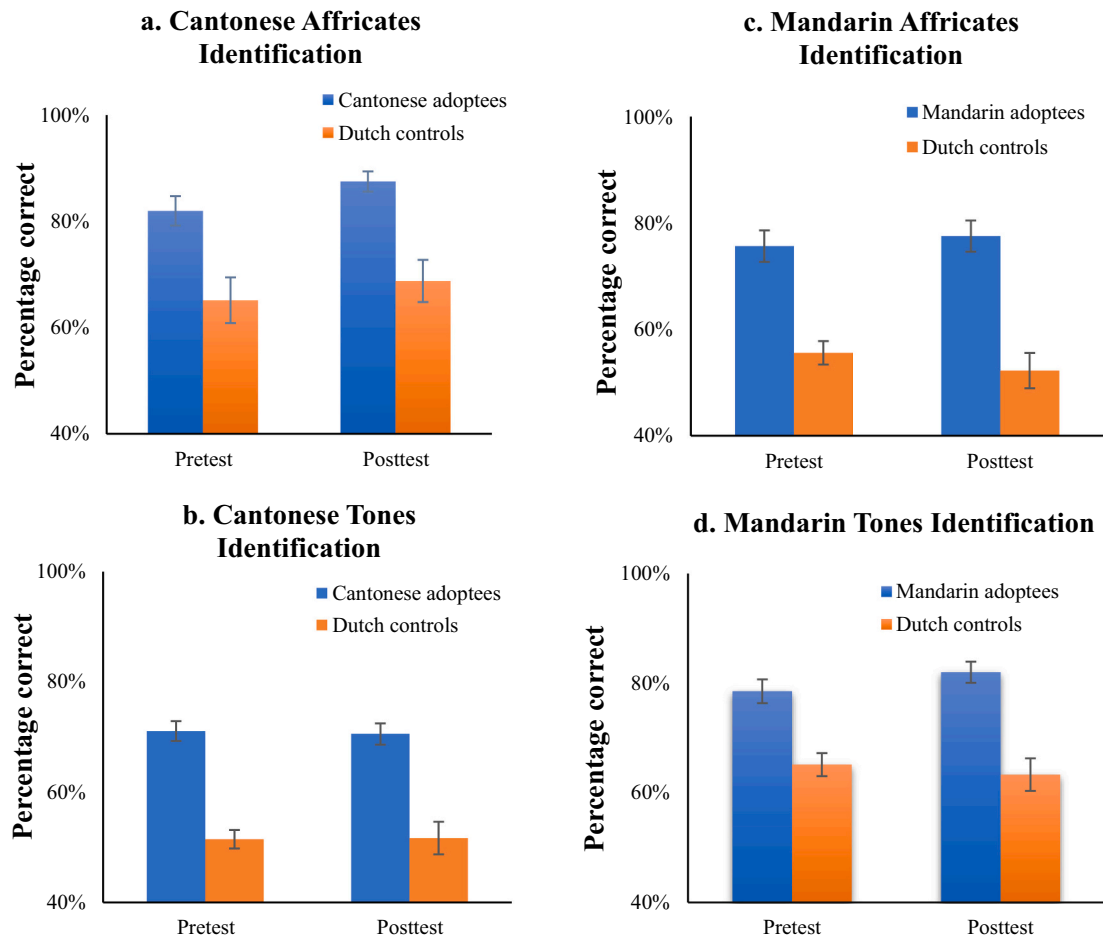 a. Cantonese Affricates
Identification
Cantonese adoptees
Dutch controls
100%
80%
60%
40%
Percentage correct
Pretest
Posttest
b. Cantonese Tones
Identification
Cantonese adoptees
Dutch controls
100%
80%
60%
40%
Percentage correct
Pretest
Posttest
c. Mandarin Affricates
Identification
Mandarin adoptees
Dutch controls
100%
80%
60%
40%
Percentage correct
Pretest
Posttest
d. Mandarin Tones Identification
Mandarin adoptees
Dutch controls
100%
80%
60%
40%
Percentage correct
Pretest
Posttest